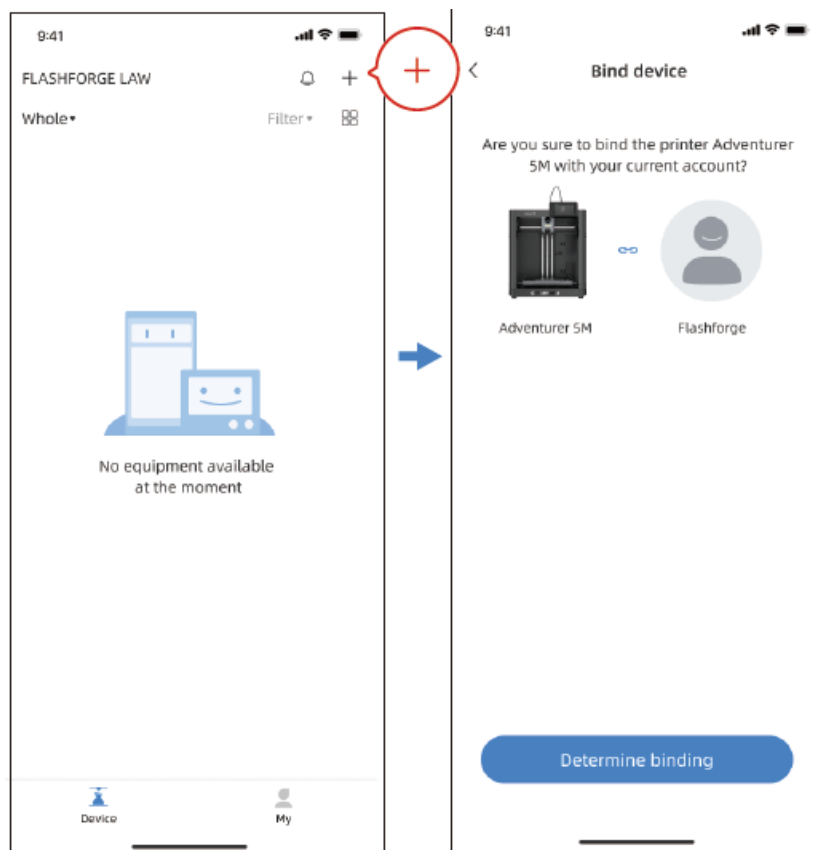 9:41
FLASHFORGE LAW
Whole
Filter
No equipment available
at the moment
Device
My
9:41
Bind device
Are you sure to bind the printer Adventurer
5M with your current account?
Adventurer 5M
Flashforge
Determine binding